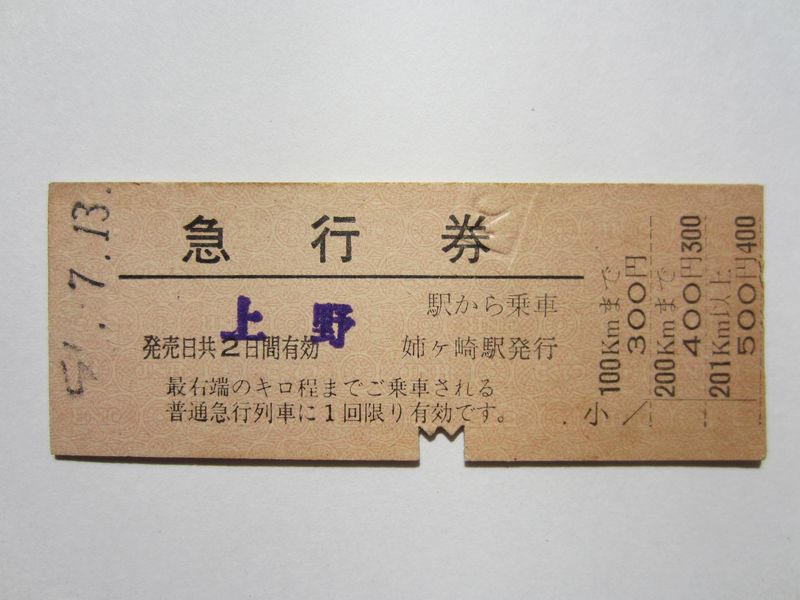 51.7.13.
急行券
上野
駅から乗車
発売日共2日間有効
姉ヶ崎駅発行
最右端のキロ程までご乗車される
普通急行列車に1回限り有効です。
100Kmまで
300円
200Kmまで
400円300
201Km以上
500円400
小